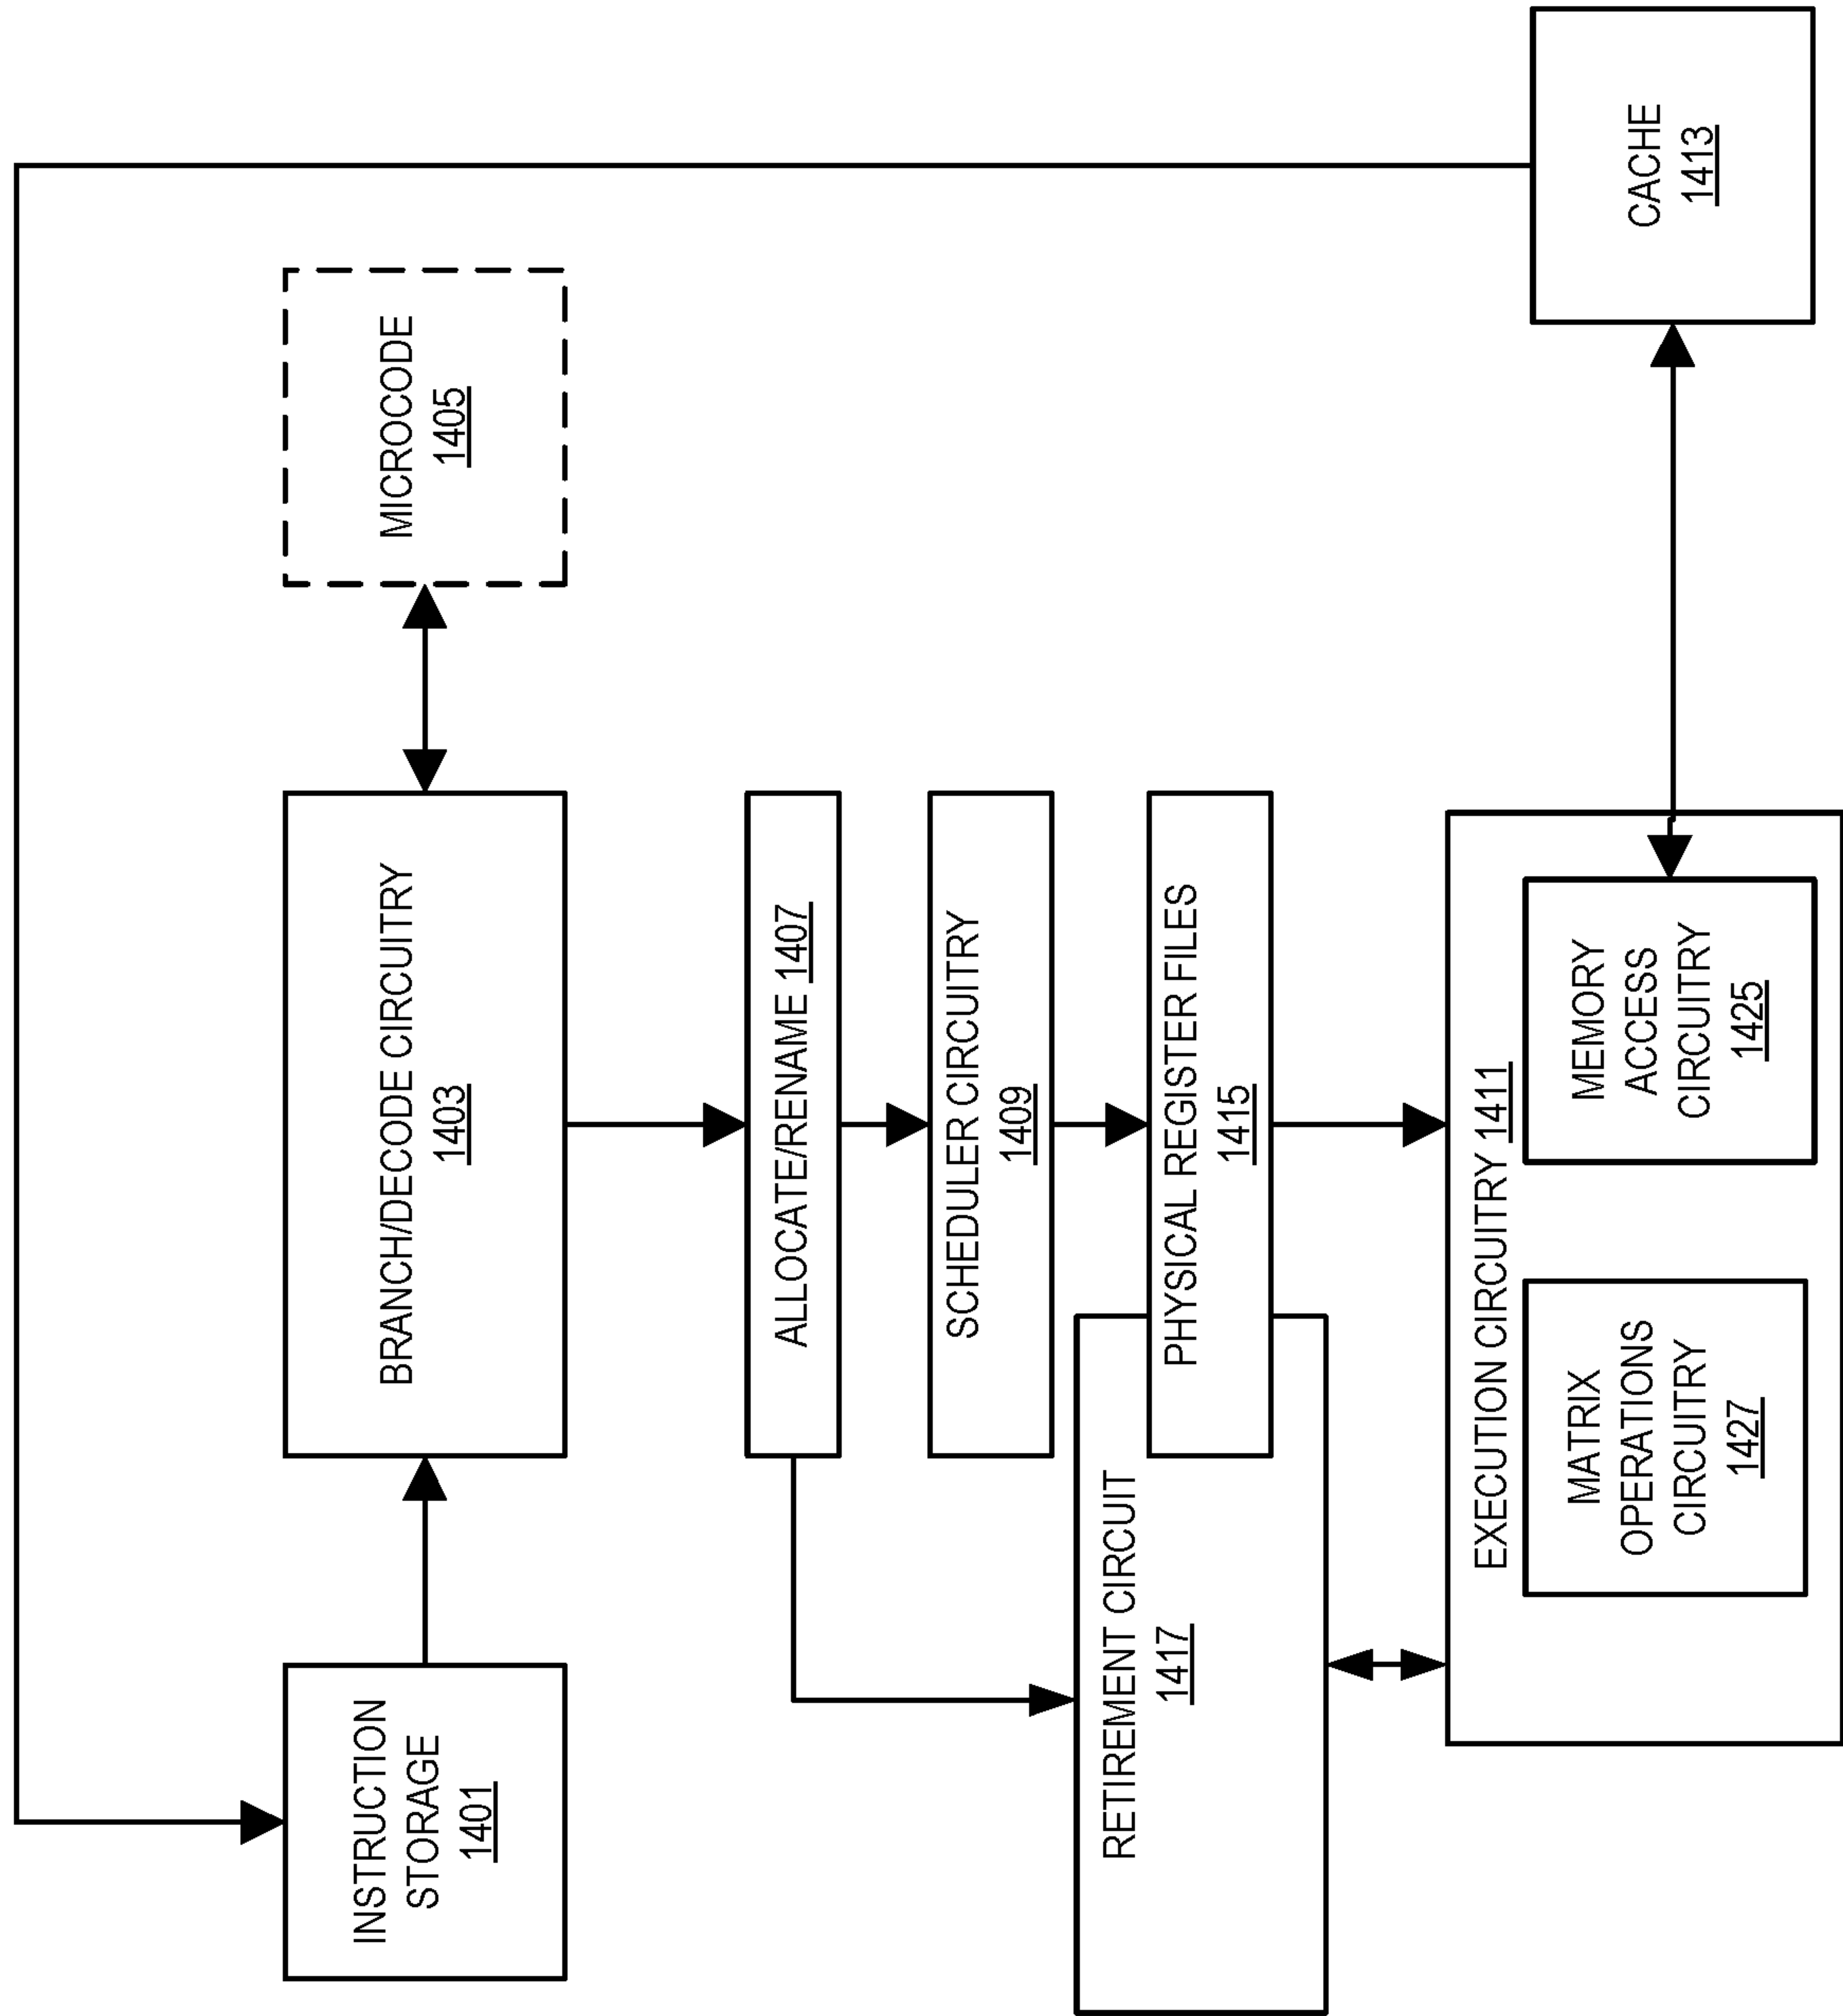 INSTRUCTION
STORAGE
1401
BRANCH/DECODE CIRCUITRY
1403
MICROCODE
1405
ALLOCATE/RENAME 1407
SCHEDULER CIRCUITRY
1409
RETIREMENT CIRCUIT
1417
PHYSICAL REGISTER FILES
1415
EXECUTION CIRCUITRY 1411
MATRIX
OPERATIONS
CIRCUITRY
1427
MEMORY
ACCESS
CIRCUITRY
1425
CACHE
1413